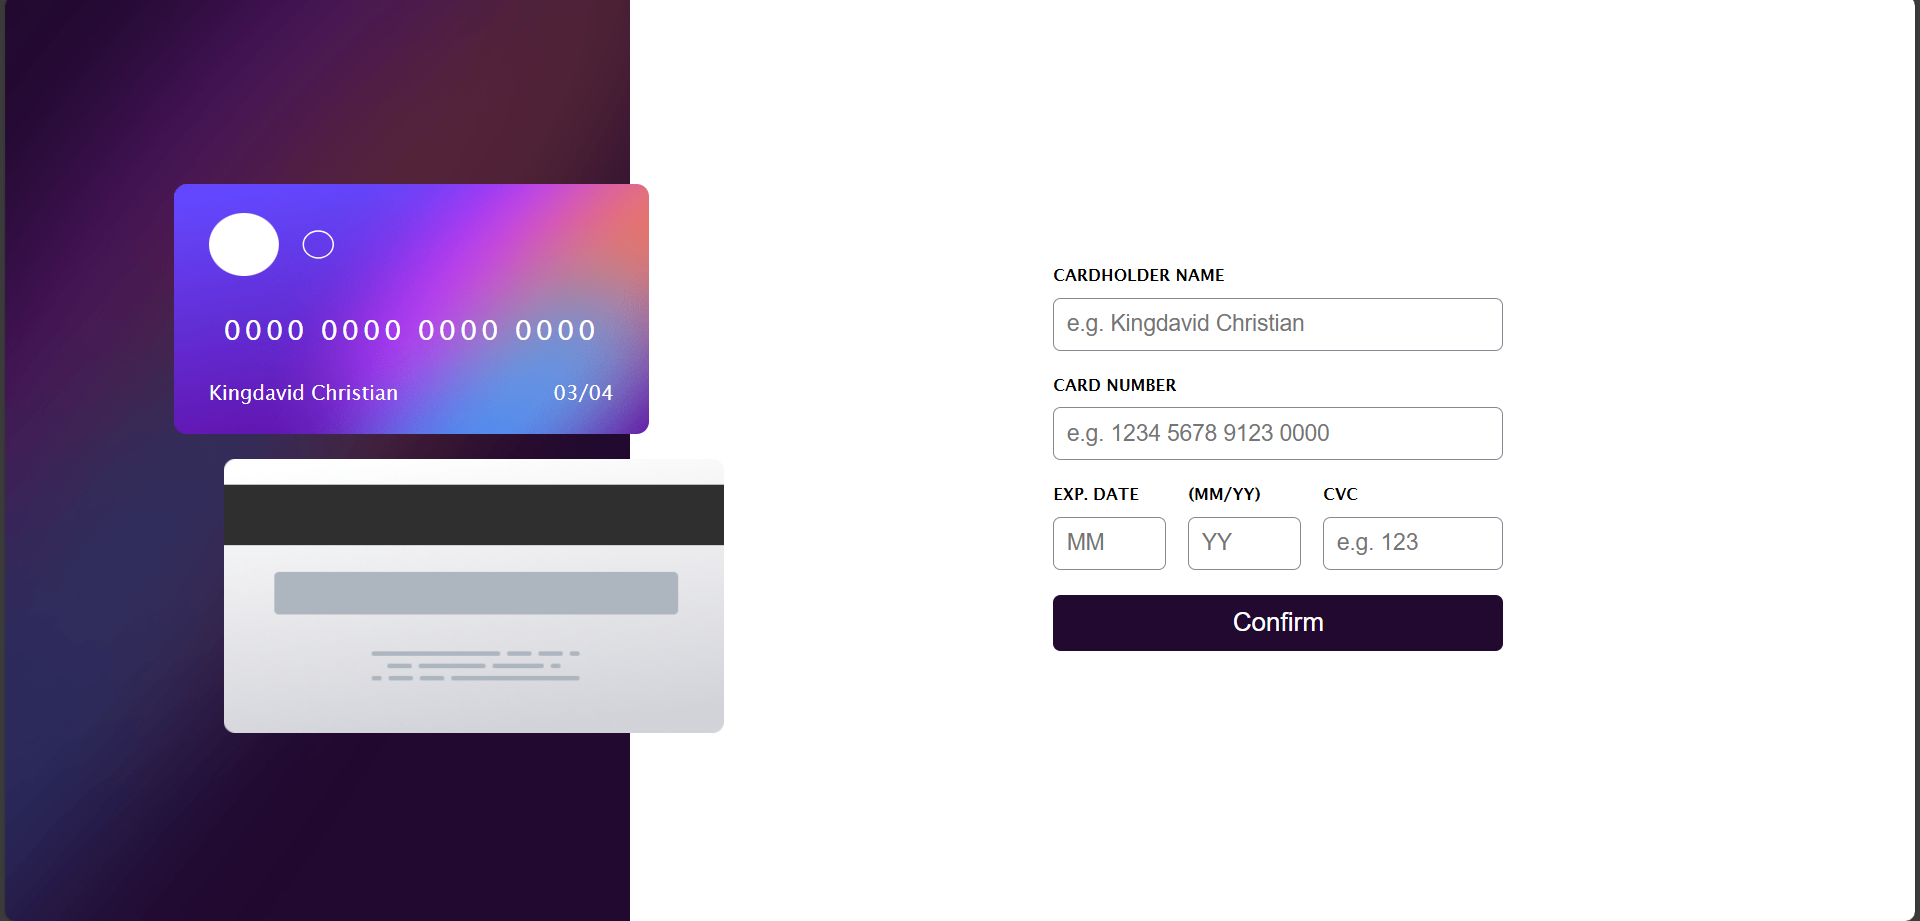 0000 0000 0000 0000
Kingdavid Christian 03/04
CARDHOLDER NAME
e.g. Kingdavid Christian
CARD NUMBER
e.g. 1234 5678 9123 0000
EXP. DATE (MM/YY) CVC
MM YY e.g. 123
Confirm